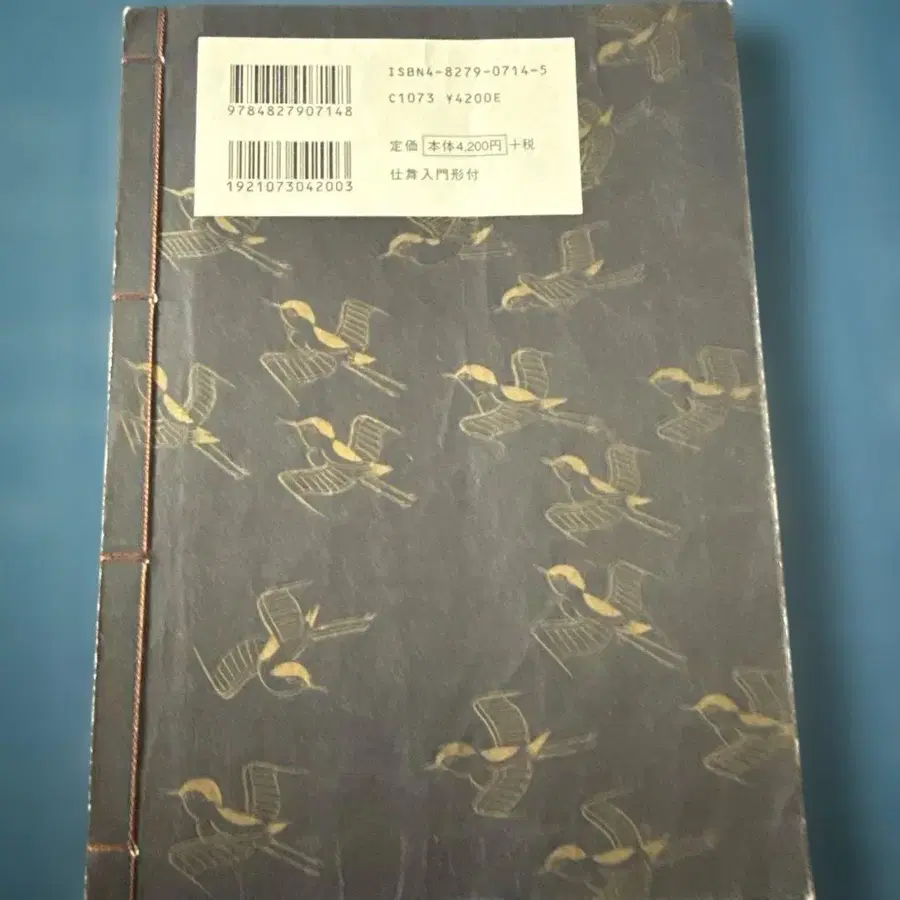 ISBN4-8279-0714-5
C1073 ¥4200E
9784827907148
定価 本体4,200円 +税
1921073042003
仕舞入門形付